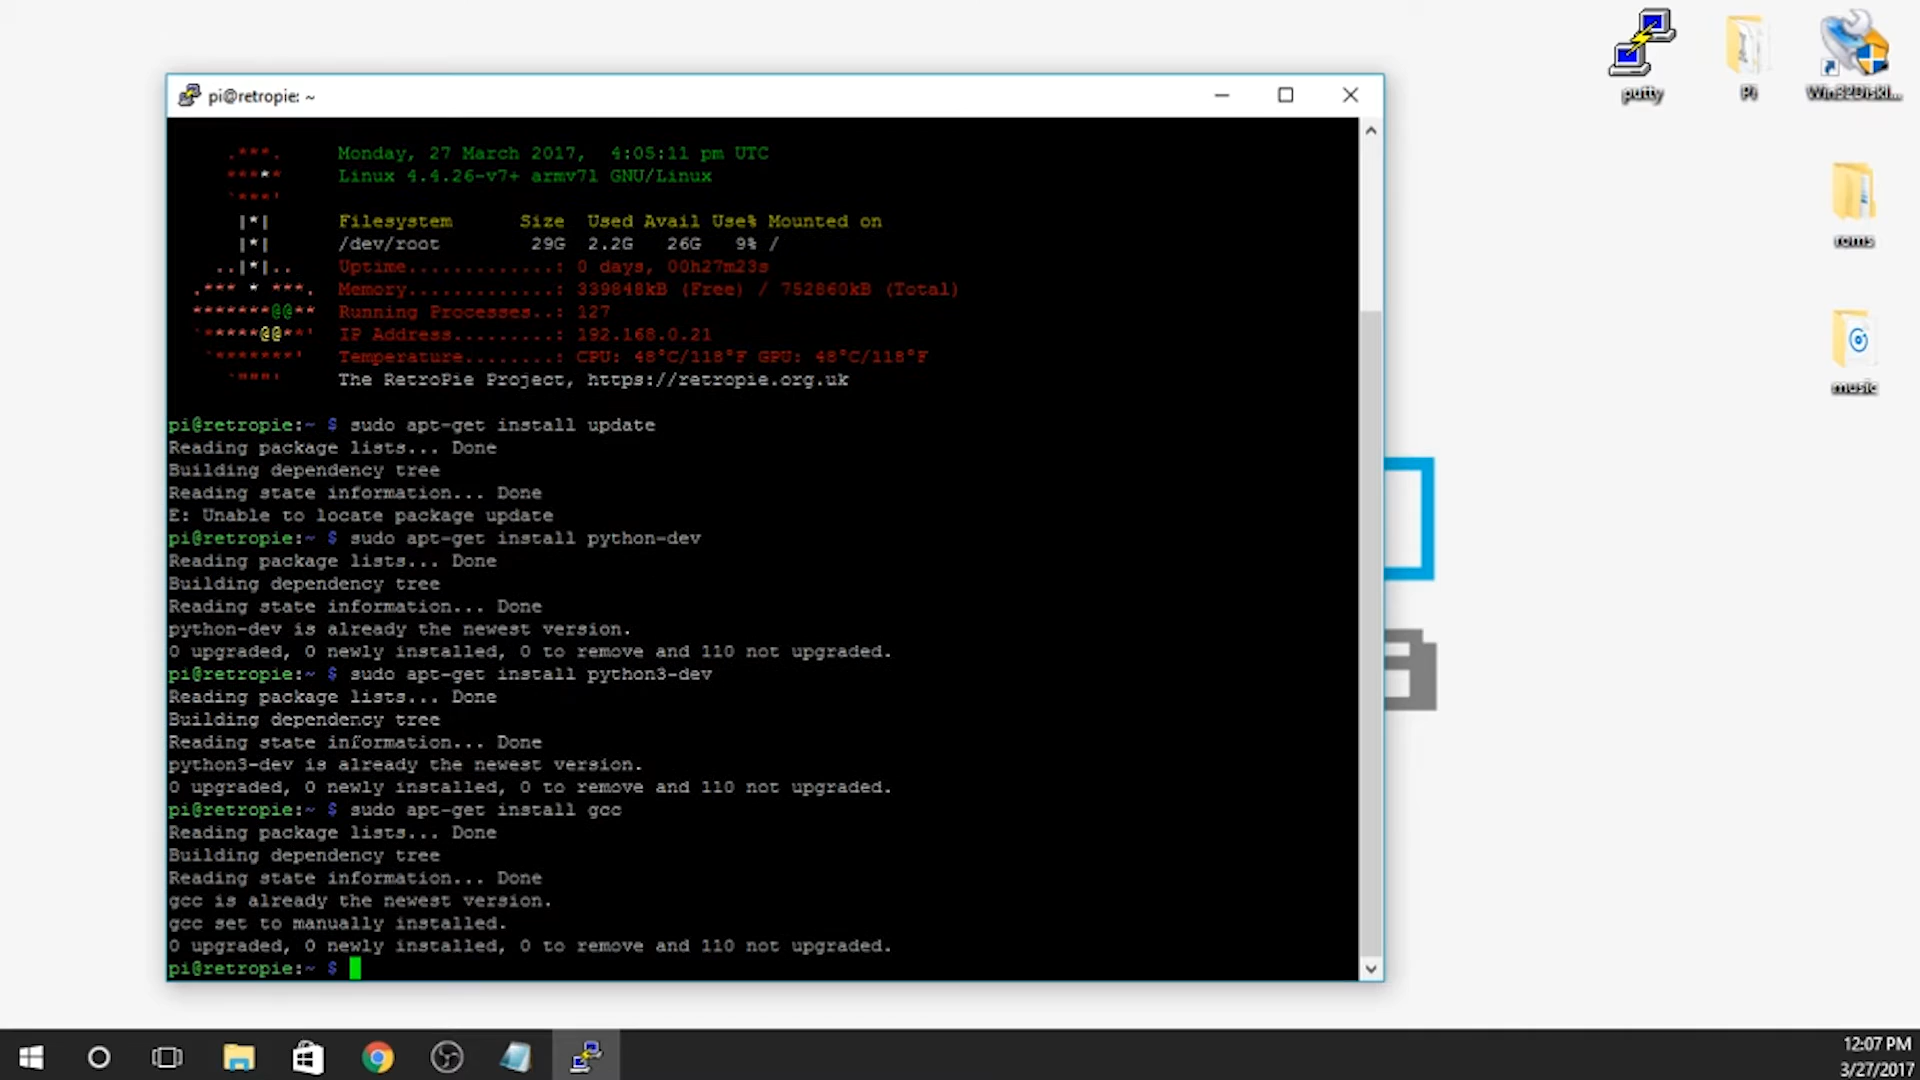 pi@retropie: ~
Monday, 27 March 2017,  4:05:11 pm UTC
Linux 4.4.26-v7+ armv7l GNU/Linux
Filesystem      Size  Used Avail Use% Mounted on
/dev/root        29G  2.2G   26G   9% /
Uptime.............: 0 days, 00h27m23s
Memory.............: 339848kB (Free) / 752860kB (Total)
Running Processes..: 127
IP Address.........: 192.168.0.21
Temperature........: CPU: 48°C/118°F GPU: 48°C/118°F
The RetroPie Project, https://retropie.org.uk
pi@retropie:~ $ sudo apt-get install update
Reading package lists... Done
Building dependency tree
Reading state information... Done
E: Unable to locate package update
pi@retropie:~ $ sudo apt-get install python-dev
Reading package lists... Done
Building dependency tree
Reading state information... Done
python-dev is already the newest version.
0 upgraded, 0 newly installed, 0 to remove and 110 not upgraded.
pi@retropie:~ $ sudo apt-get install python3-dev
Reading package lists... Done
Building dependency tree
Reading state information... Done
python3-dev is already the newest version.
0 upgraded, 0 newly installed, 0 to remove and 110 not upgraded.
pi@retropie:~ $ sudo apt-get install gcc
Reading package lists... Done
Building dependency tree
Reading state information... Done
gcc is already the newest version.
gcc set to manually installed.
0 upgraded, 0 newly installed, 0 to remove and 110 not upgraded.
pi@retropie:~ $
putty
Pi
Win32Diskl...
roms
music
12:07 PM
3/27/2017